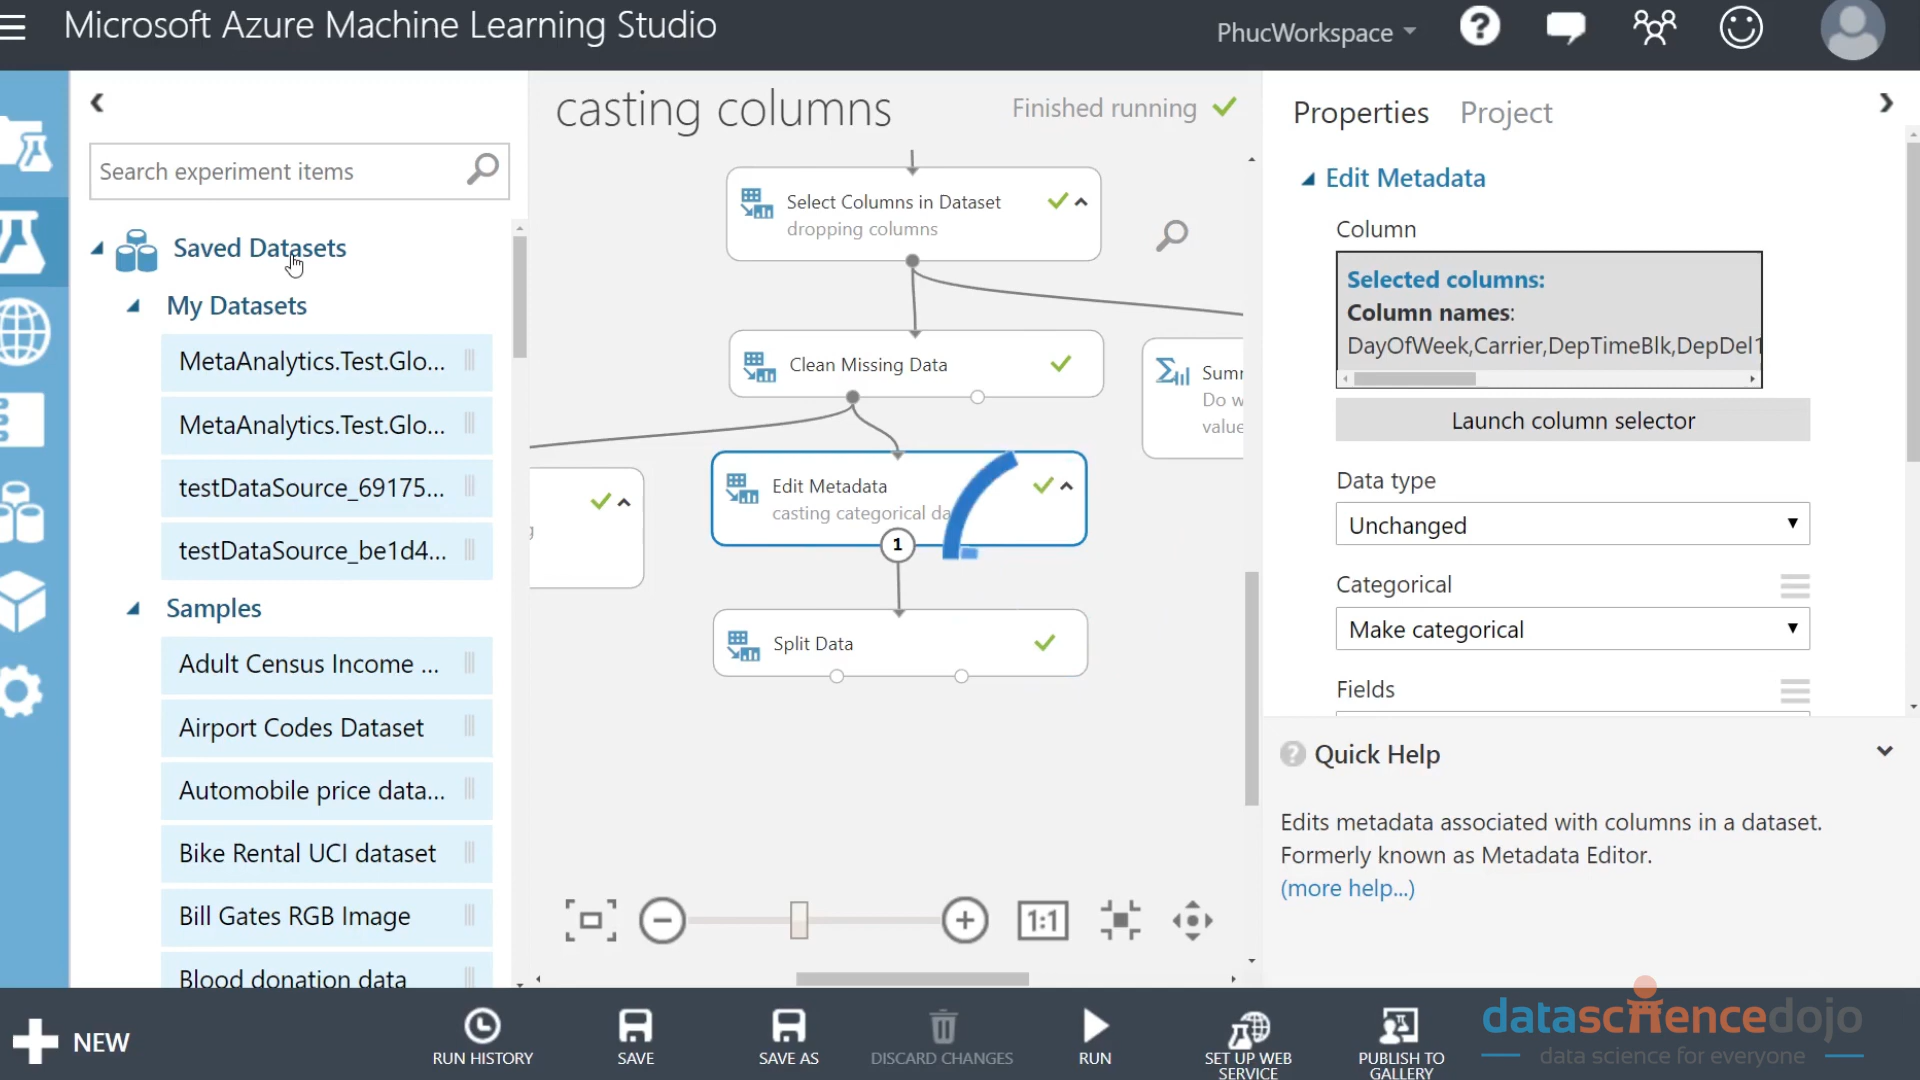 Microsoft Azure Machine Learning Studio
PhucWorkspace
?
Search experiment items
Saved Datasets
My Datasets
MetaAnalytics.Test.Glo...
MetaAnalytics.Test.Glo...
testDataSource_69175...
testDataSource_be1d4...
Samples
Adult Census Income ...
Airport Codes Dataset
Automobile price data...
Bike Rental UCI dataset
Bill Gates RGB Image
Blood donation data
casting columns
Finished running
Select Columns in Dataset
dropping columns
Clean Missing Data
Sum
Do w
value
Edit Metadata
casting categorical da
1
Split Data
1:1
Properties
Project
Edit Metadata
Column
Selected columns:
Column names:
DayOfWeek,Carrier,DepTimeBlk,DepDel1
Launch column selector
Data type
Unchanged
Categorical
Make categorical
Fields
? Quick Help
Edits metadata associated with columns in a dataset.
Formerly known as Metadata Editor.
(more help...)
NEW
RUN HISTORY
SAVE
SAVE AS
DISCARD CHANGES
RUN
SET UP WEB
SERVICE
PUBLISH TO
GALLERY
datasciencedojo
data science for everyone